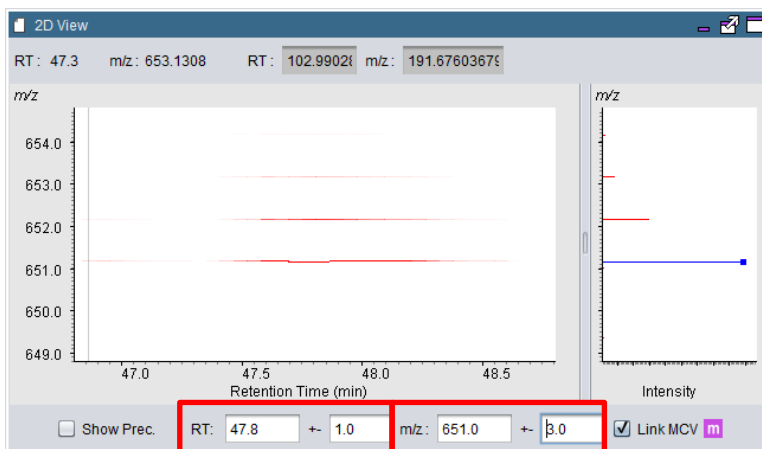 2D View
RT: 47.3 m/z: 653.1308 RT: 102.99028 m/z: 191.67603679
m/z
654.0
653.0
652.0
651.0
650.0
649.0
47.0 47.5 48.0 48.5
Retention Time (min)
m/z
Intensity
Show Prec. RT: 47.8 +- 1.0 m/z: 651.0 +- 3.0 Link MCV m